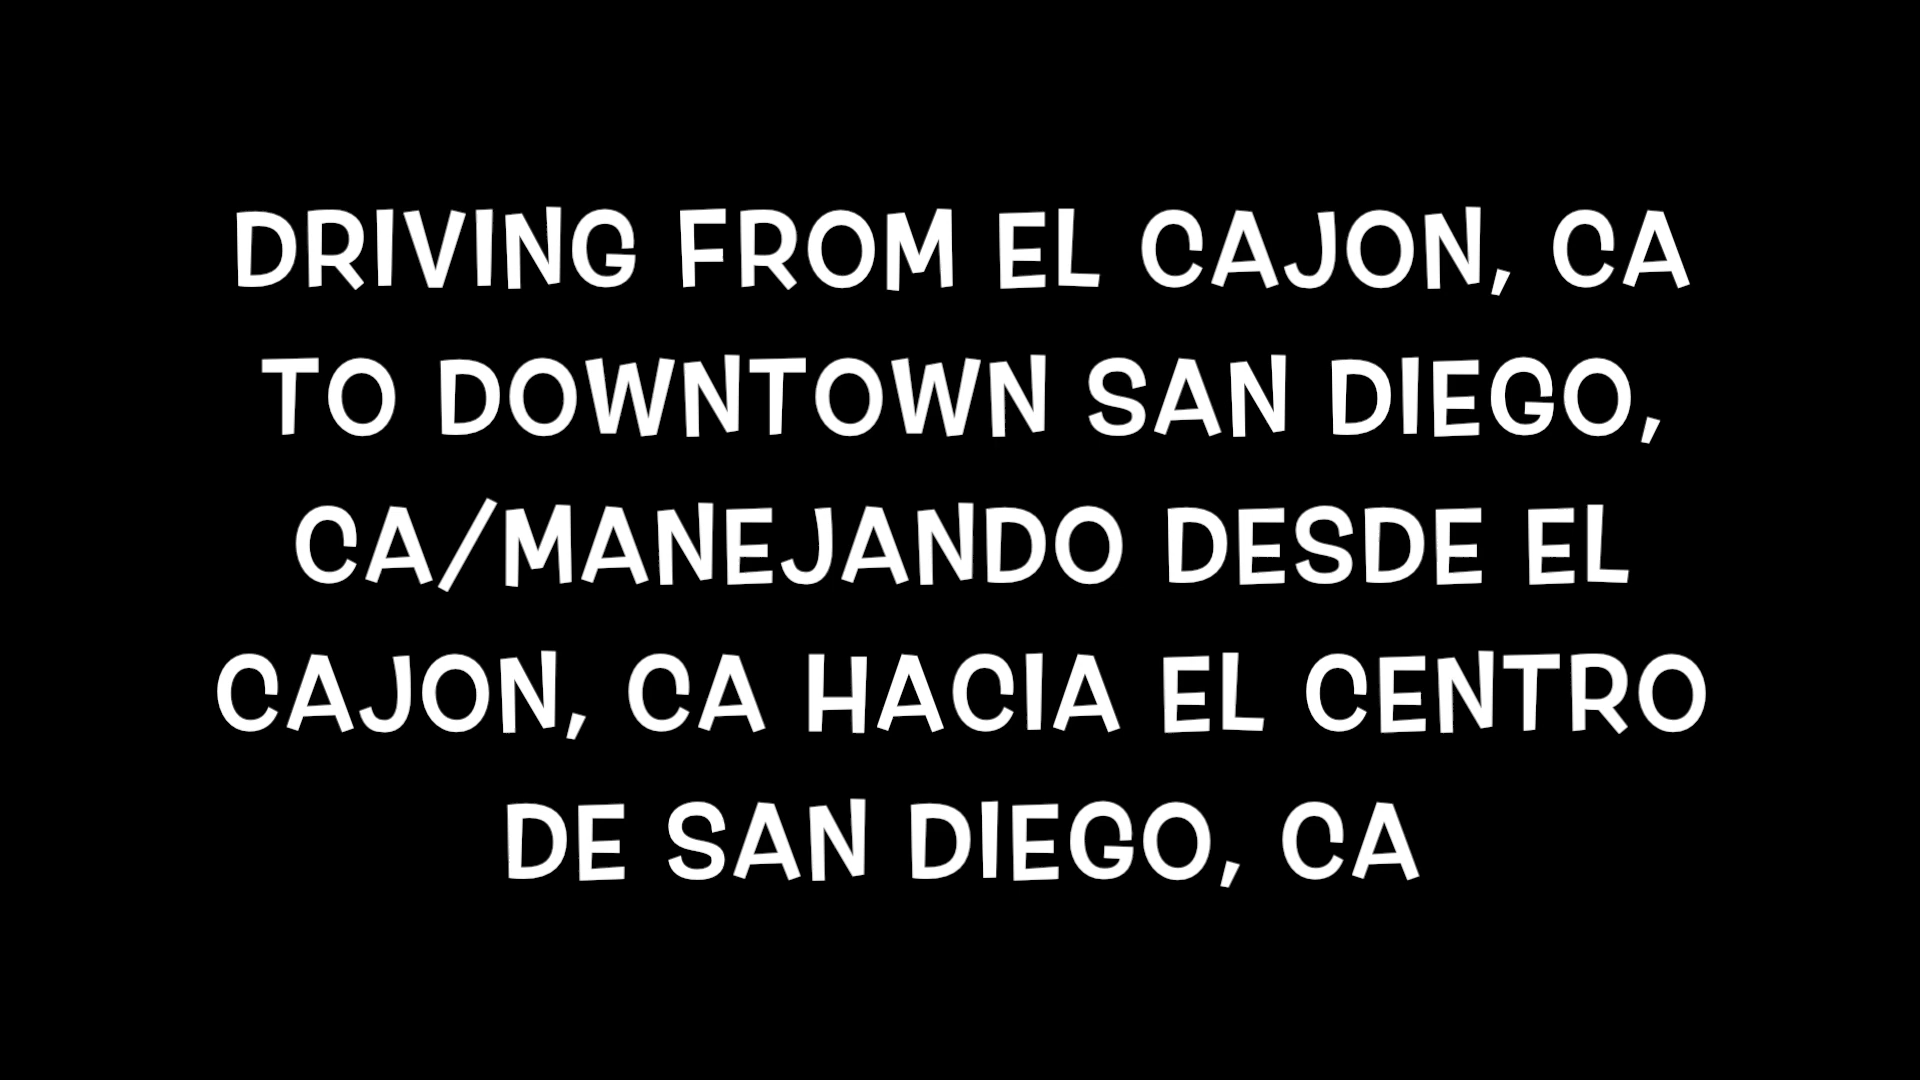 DRIVING FROM EL CAJON, CA
TO DOWNTOWN SAN DIEGO,
CA/MANEJANDO DESDE EL
CAJON, CA HACIA EL CENTRO
DE SAN DIEGO, CA